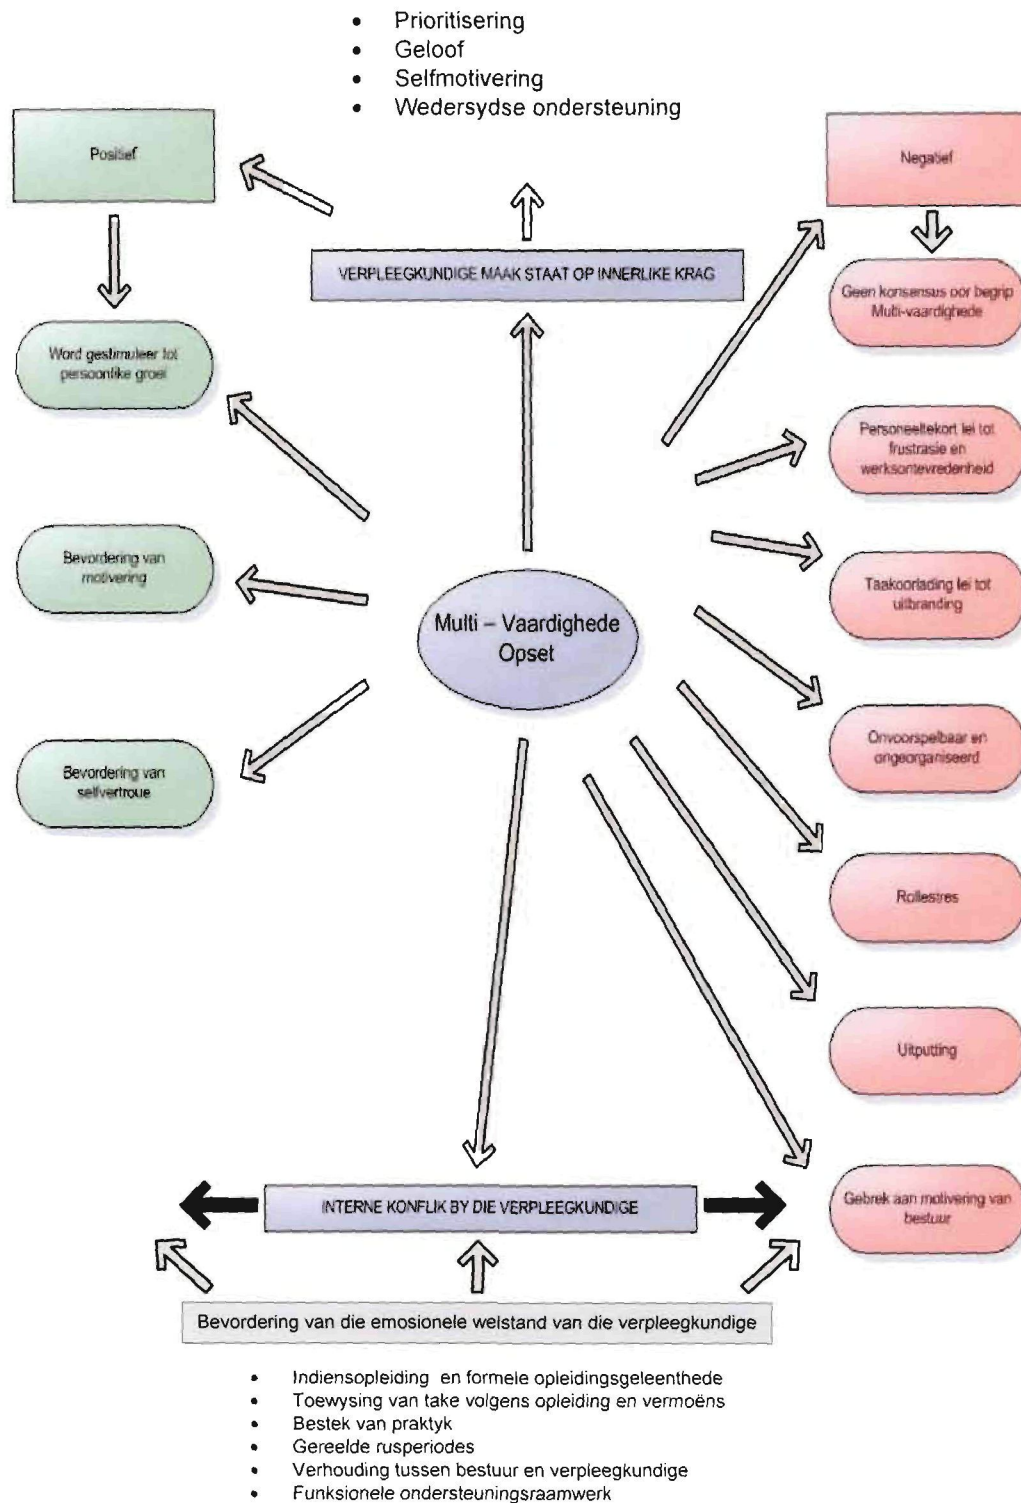 • Prioritisering
• Geloof
• Selfmotivering
• Wedersydse ondersteuning
Positief
Negatief
VERPLEEGKUNDIGE MAAK STAAT OP INNERLIKE KRAG
Geen konsensus oor begrip
Multi-vaardighede
Word gestimuleer tot
persoonlike groei
Personeeltekort lei tot
frustrasie en
werksontevredenheid
Bevordering van
motivering
Taakoorlading lei tot
uitbranding
Multi – Vaardighede
Opset
Bevordering van
selfvertroue
Onvoorspelbaar en
ongeorganiseerd
Rollestres
Uitputting
INTERNE KONFLIK BY DIE VERPLEEGKUNDIGE
Gebrek aan motivering van
bestuur
Bevordering van die emosionele welstand van die verpleegkundige
• Indiensopleiding en formele opleidingsgeleenthede
• Toewysing van take volgens opleiding en vermoëns
• Bestek van praktyk
• Gereelde rusperiodes
• Verhouding tussen bestuur en verpleegkundige
• Funksionele ondersteuningsraamwerk